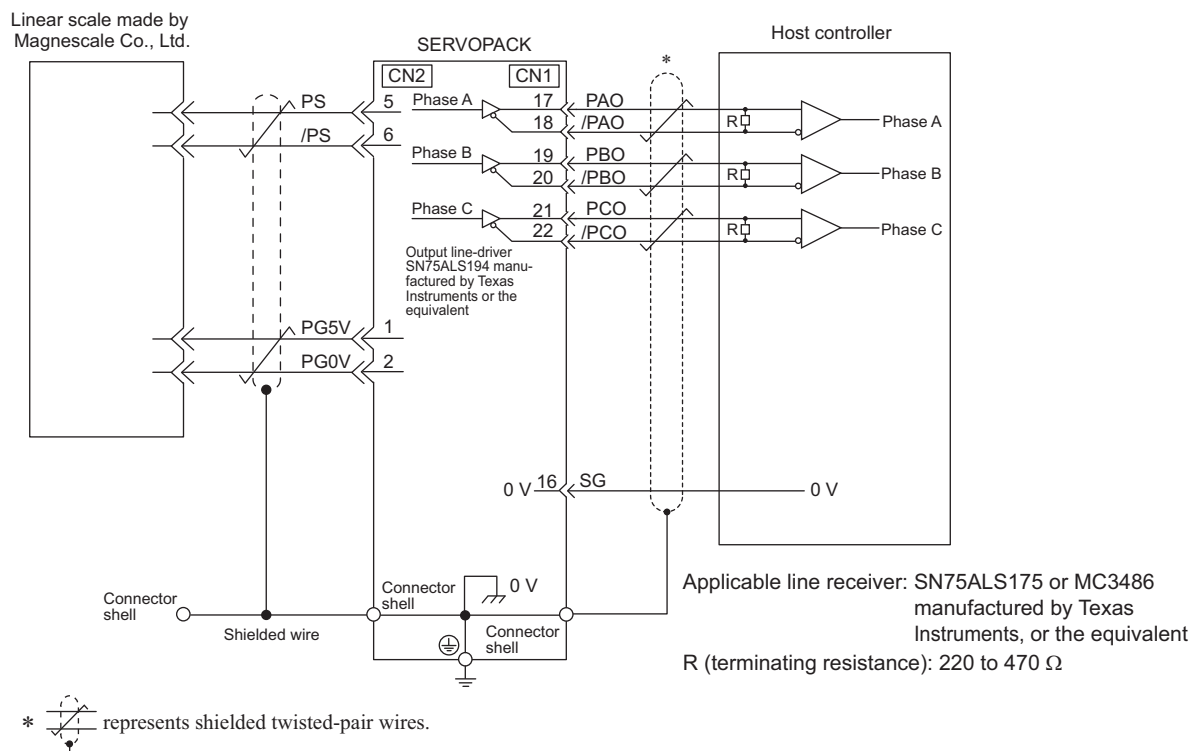 Linear scale made by
Magnescale Co., Ltd.
SERVOPACK
Host controller
*
CN2
CN1
PS
5
Phase A
17
PAO
R
Phase A
18
/PAO
/PS
6
Phase B
19
PBO
R
Phase B
20
/PBO
Phase C
21
PCO
R
Phase C
22
/PCO
Output line-driver
SN75ALS194 manu-
factured by Texas
Instruments or the
equivalent
PG5V
1
PG0V
2
0 V
16
SG
0 V
Connector
shell
Shielded wire
Connector
shell
0 V
Connector
shell
Applicable line receiver: SN75ALS175 or MC3486
manufactured by Texas
Instruments, or the equivalent
R (terminating resistance): 220 to 470 Ω
* represents shielded twisted-pair wires.